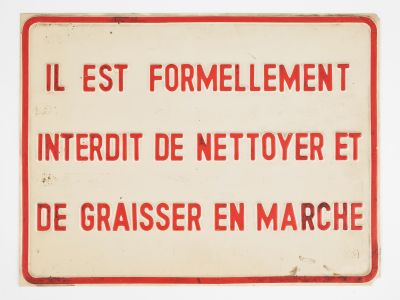 IL EST FORMELLEMENT
INTERDIT DE NETTOYER ET
DE GRAISSER EN MARCHE